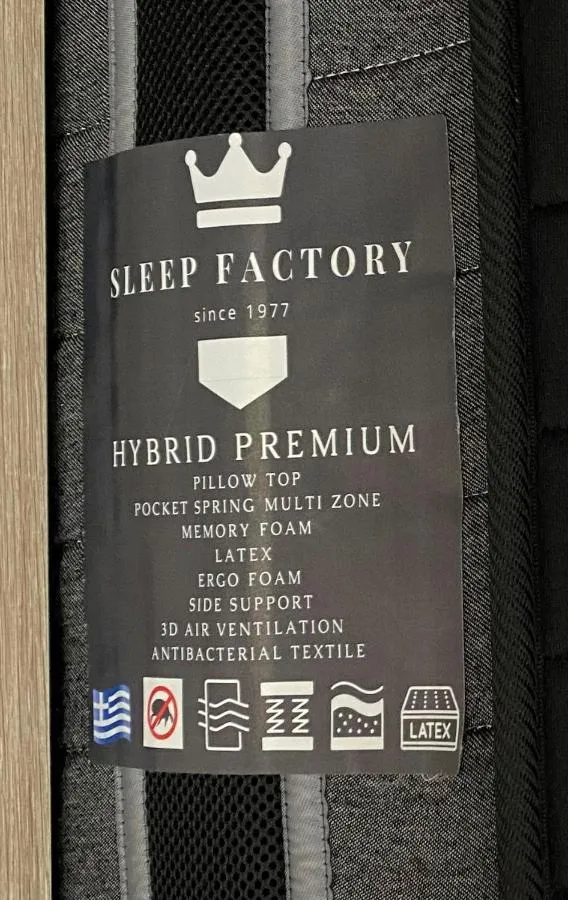 SLEEP FACTORY
since 1977
HYBRID PREMIUM
PILLOW TOP
POCKET SPRING MULTI ZONE
MEMORY FOAM
LATEX
ERGO FOAM
SIDE SUPPORT
3D AIR VENTILATION
ANTIBACTERIAL TEXTILE
LATEX